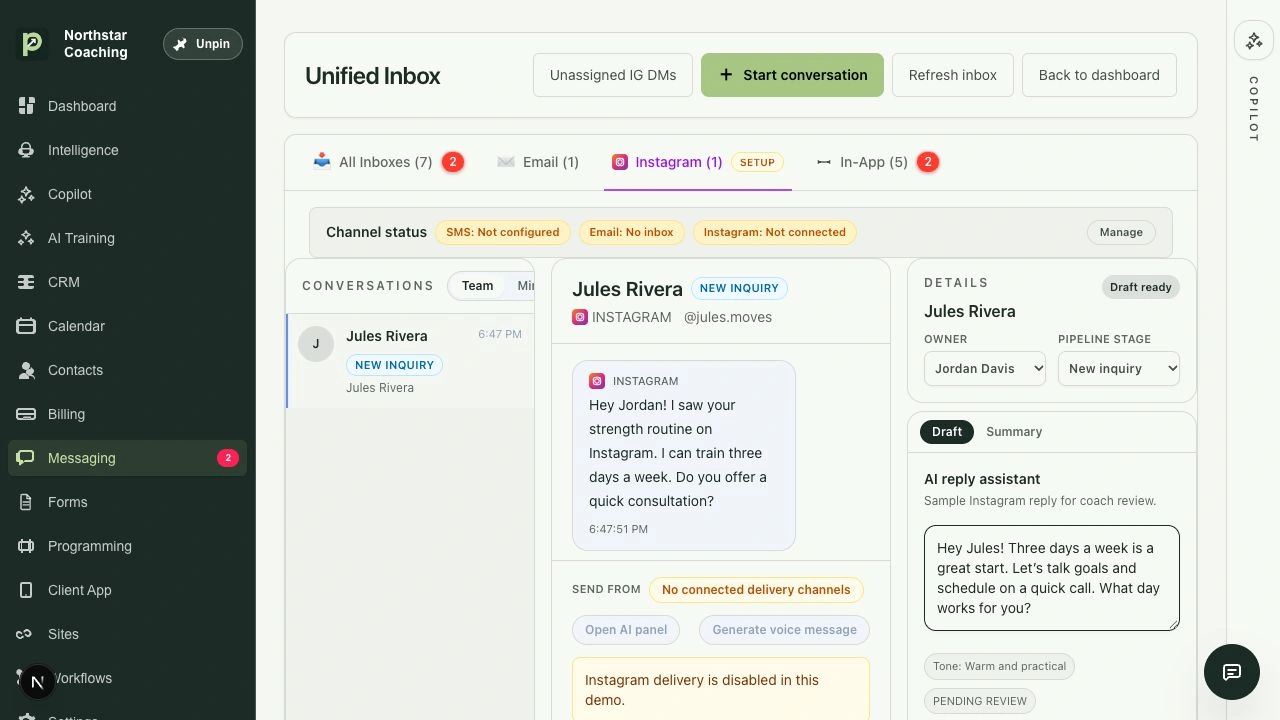 Northstar
Coaching
Unpin
Dashboard
Intelligence
Copilot
AI Training
CRM
Calendar
Contacts
Billing
Messaging
2
Forms
Programming
Client App
Sites
Workflows
Settings
N
Unified Inbox
Unassigned IG DMs
+ Start conversation
Refresh inbox
Back to dashboard
All Inboxes (7) 2
Email (1)
Instagram (1) SETUP
In-App (5) 2
Channel status
SMS: Not configured
Email: No inbox
Instagram: Not connected
Manage
CONVERSATIONS
Team
J
Jules Rivera
6:47 PM
NEW INQUIRY
Jules Rivera
Jules Rivera
NEW INQUIRY
INSTAGRAM @jules.moves
INSTAGRAM
Hey Jordan! I saw your
strength routine on
Instagram. I can train three
days a week. Do you offer a
quick consultation?
6:47:51 PM
SEND FROM
No connected delivery channels
Open AI panel
Generate voice message
Instagram delivery is disabled in this
demo.
DETAILS
Draft ready
Jules Rivera
OWNER
Jordan Davis
PIPELINE STAGE
New inquiry
Draft
Summary
AI reply assistant
Sample Instagram reply for coach review.
Hey Jules! Three days a week is a
great start. Let's talk goals and
schedule on a quick call. What day
works for you?
Tone: Warm and practical
PENDING REVIEW
COPILOT